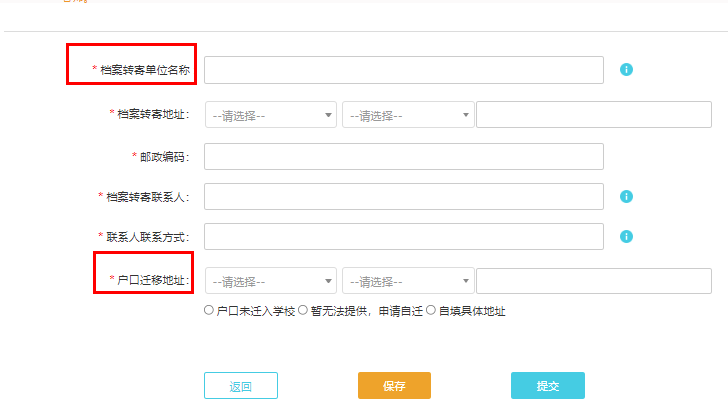 * 档案转寄单位名称
* 档案转寄地址： --请选择-- --请选择--
* 邮政编码：
* 档案转寄联系人：
* 联系人联系方式：
* 户口迁移地址： --请选择-- --请选择--
户口未迁入学校 暂无法提供，申请自迁 自填具体地址
返回 保存 提交